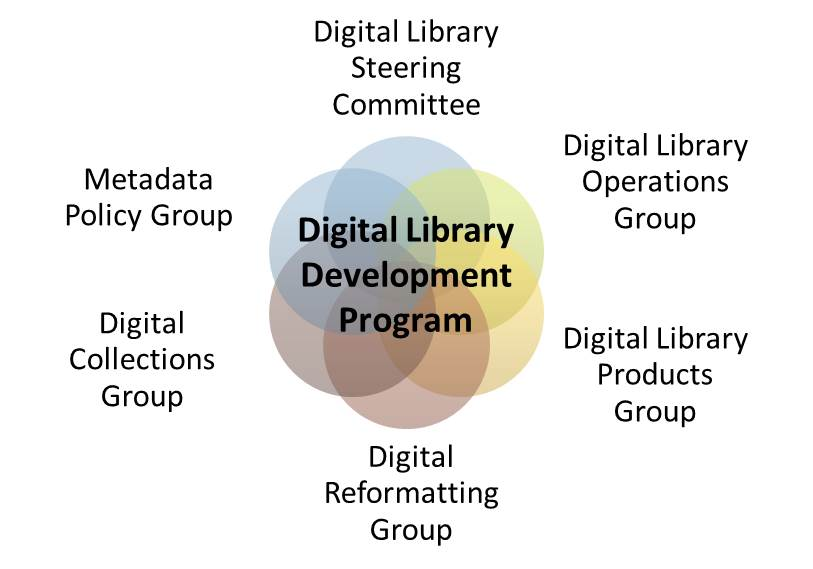 Digital Library
Steering
Committee
Digital Library
Operations
Group
Metadata
Policy Group
Digital Library
Development
Program
Digital
Collections
Group
Digital Library
Products
Group
Digital
Reformatting
Group